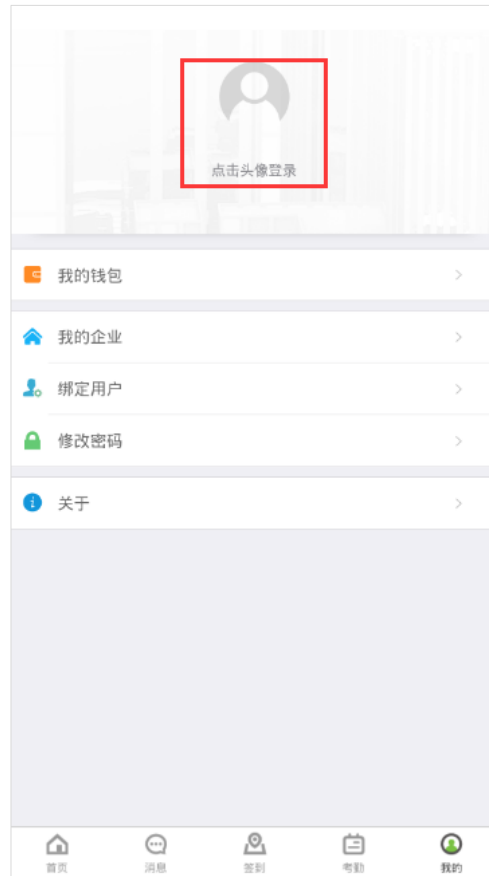 点击头像登录
我的钱包
我的企业
绑定用户
修改密码
关于
首页
消息
签到
考勤
我的